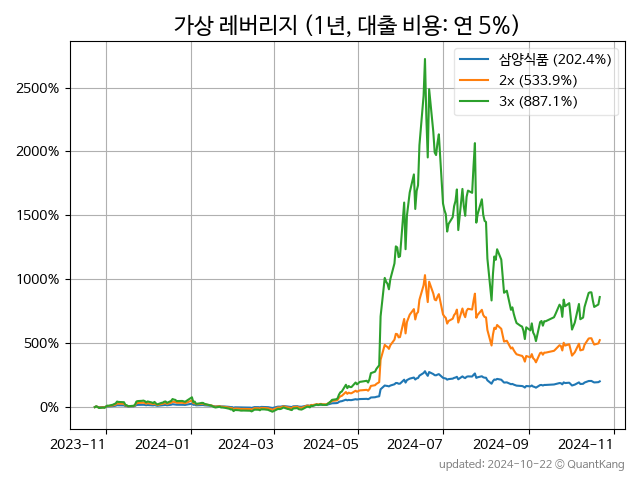 가상 레버리지 (1년, 대출 비용: 연 5%)
삼양식품 (202.4%)
2x (533.9%)
3x (887.1%)
2500%
2000%
1500%
1000%
500%
0%
2023-11 2024-01 2024-03 2024-05 2024-07 2024-09 2024-11
updated: 2024-10-22 © QuantKang